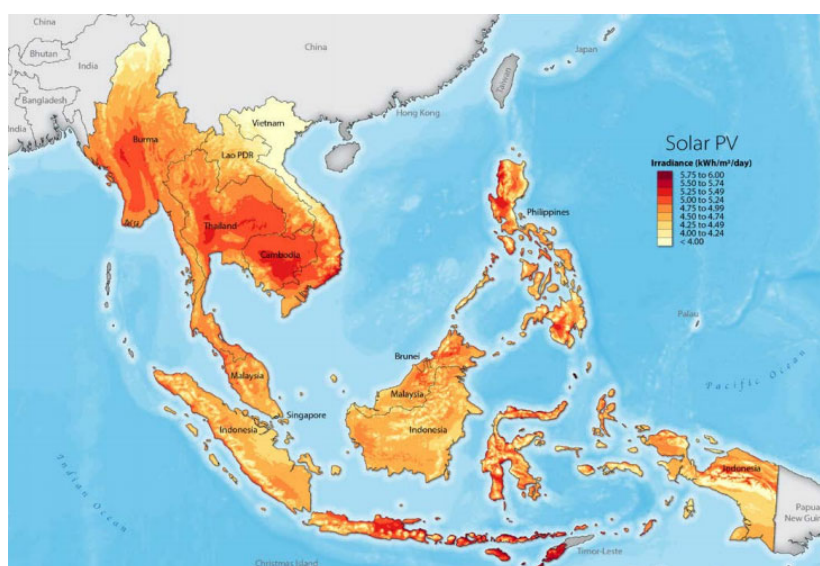 China
China
Japan
Bhutan
India
Taiwan
Bangladesh
Hong Kong
India
Vietnam
Burma
Lao PDR
Solar PV
Irradiance (kWh/m²/day)
5.75 to 6.00
5.50 to 5.74
5.25 to 5.49
5.00 to 5.24
4.75 to 4.99
4.50 to 4.74
4.25 to 4.49
4.00 to 4.24
< 4.00
Philippines
Thailand
Cambodia
Palau
Brunei
Malaysia
Malaysia
Pacific Ocean
Singapore
Indonesia
Indonesia
Indonesia
Indian Ocean
Papua
New Guin
Timor-Leste
Christmas Island